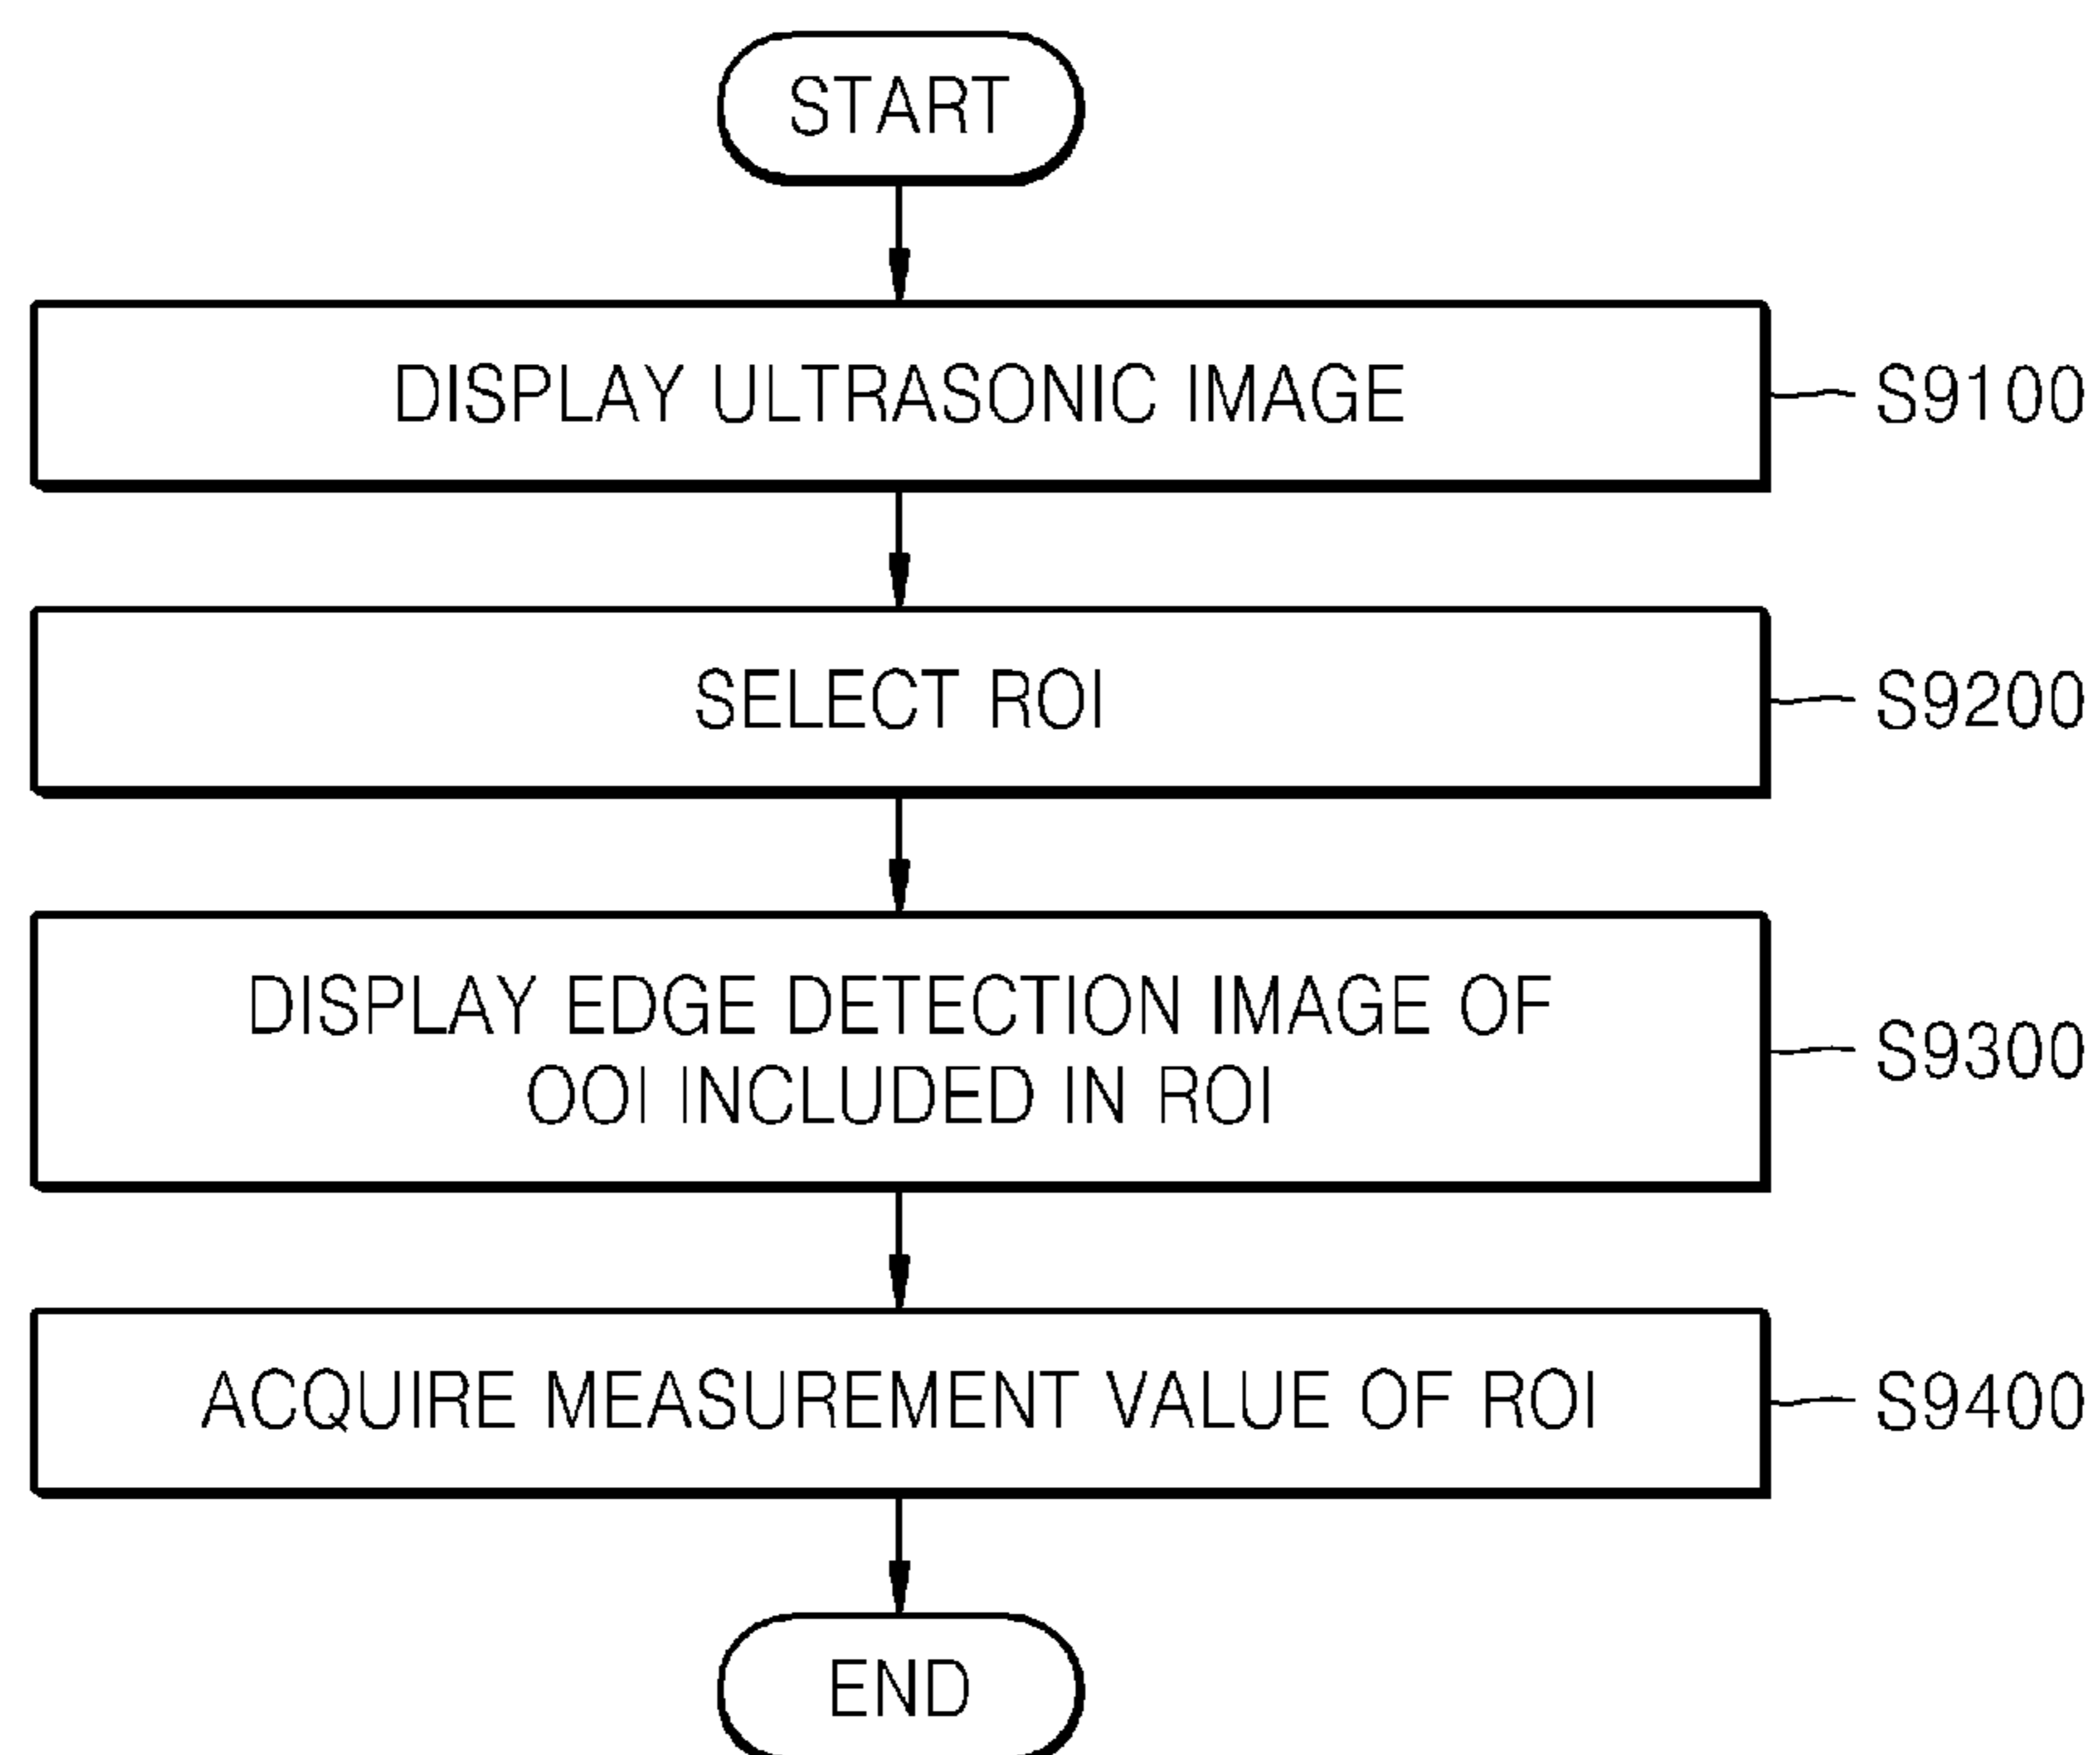 START
DISPLAY ULTRASONIC IMAGE
S9100
SELECT ROI
S9200
DISPLAY EDGE DETECTION IMAGE OF
OOI INCLUDED IN ROI
S9300
ACQUIRE MEASUREMENT VALUE OF ROI
S9400
END